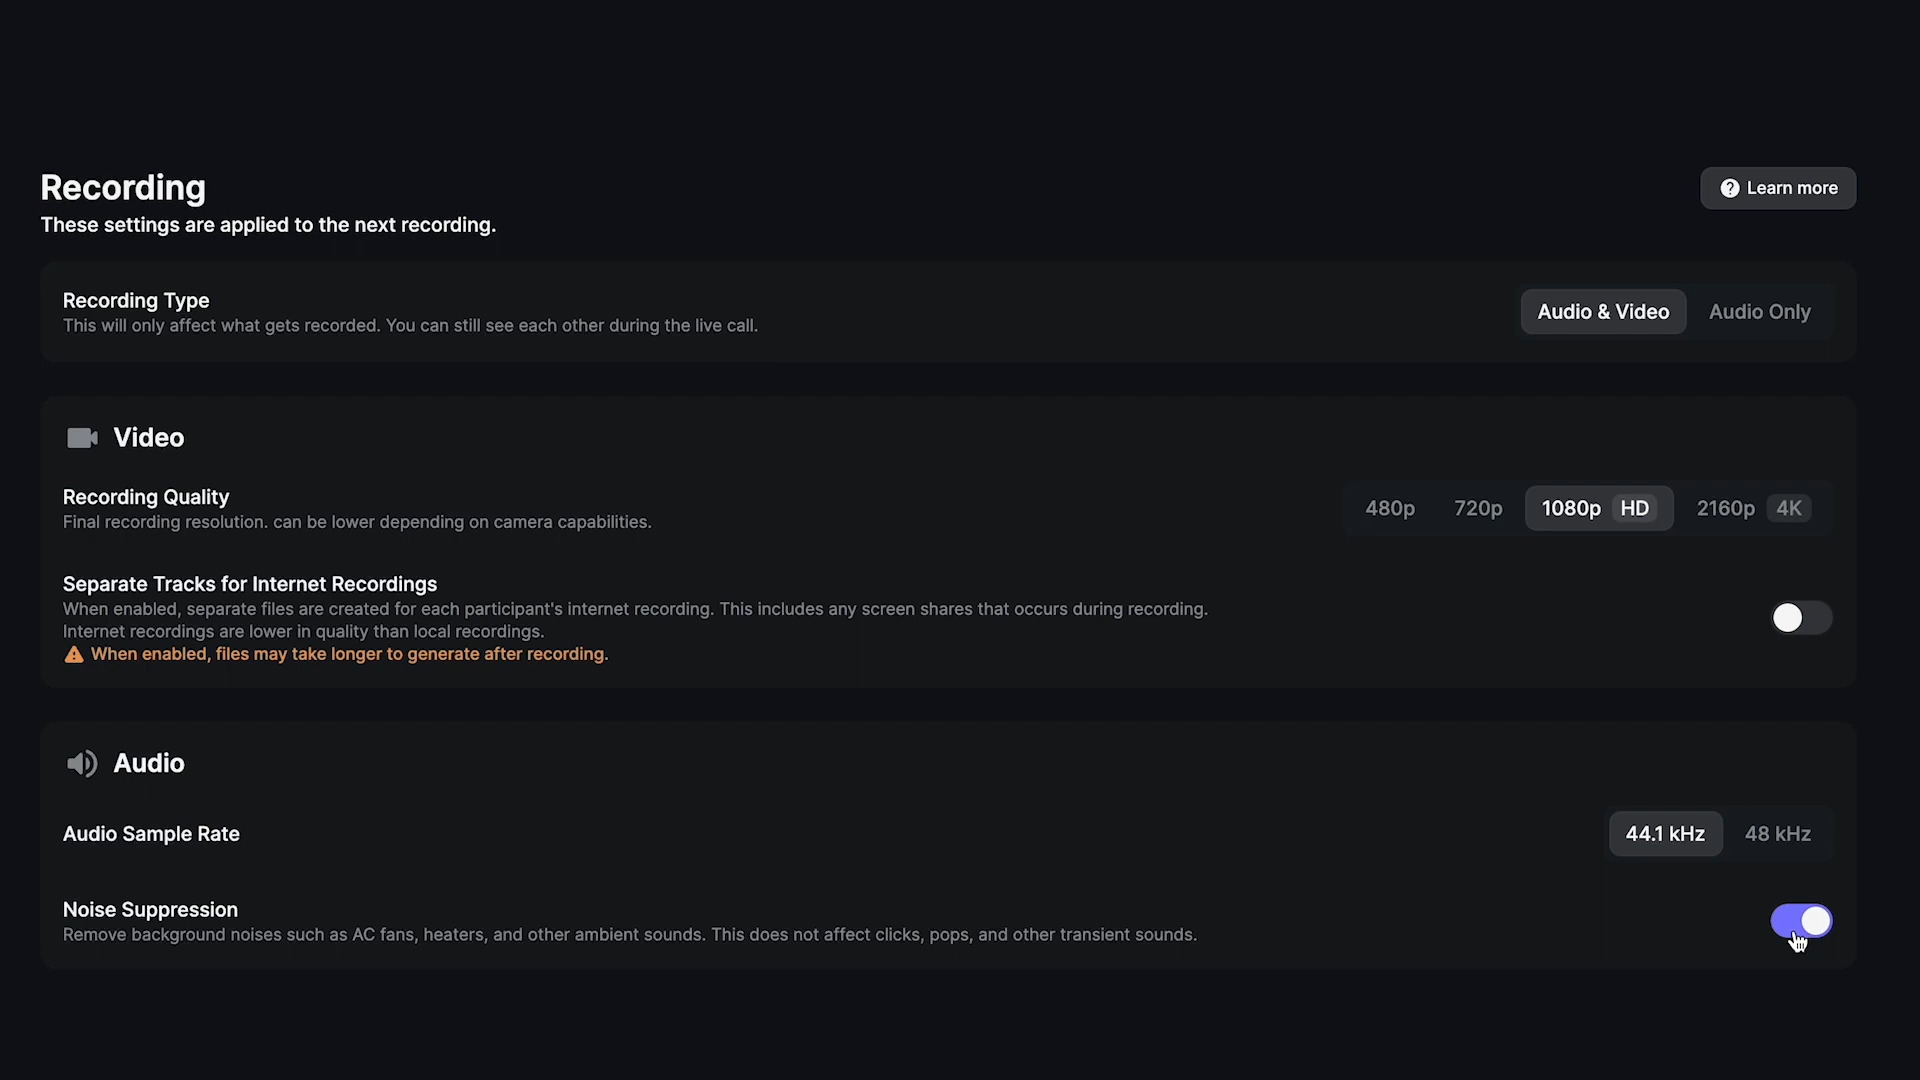 Recording
Learn more
These settings are applied to the next recording.
Recording Type
This will only affect what gets recorded. You can still see each other during the live call.
Audio & Video Audio Only
Video
Recording Quality
Final recording resolution. can be lower depending on camera capabilities.
480p 720p 1080p HD 2160p 4K
Separate Tracks for Internet Recordings
When enabled, separate files are created for each participant's internet recording. This includes any screen shares that occurs during recording.
Internet recordings are lower in quality than local recordings.
When enabled, files may take longer to generate after recording.
Audio
Audio Sample Rate
44.1 kHz 48 kHz
Noise Suppression
Remove background noises such as AC fans, heaters, and other ambient sounds. This does not affect clicks, pops, and other transient sounds.